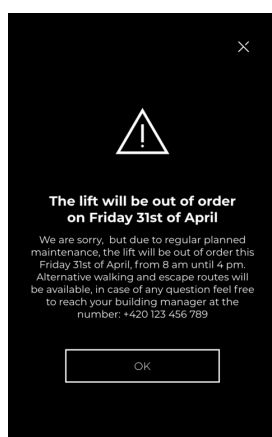 The lift will be out of order
on Friday 31st of April
We are sorry,  but due to regular planned
maintenance, the lift will be out of order this
Friday 31st of April, from 8 am until 4 pm.
Alternative walking and escape routes will
be available, in case of any question feel free
to reach your building manager at the
number: +420 123 456 789
OK